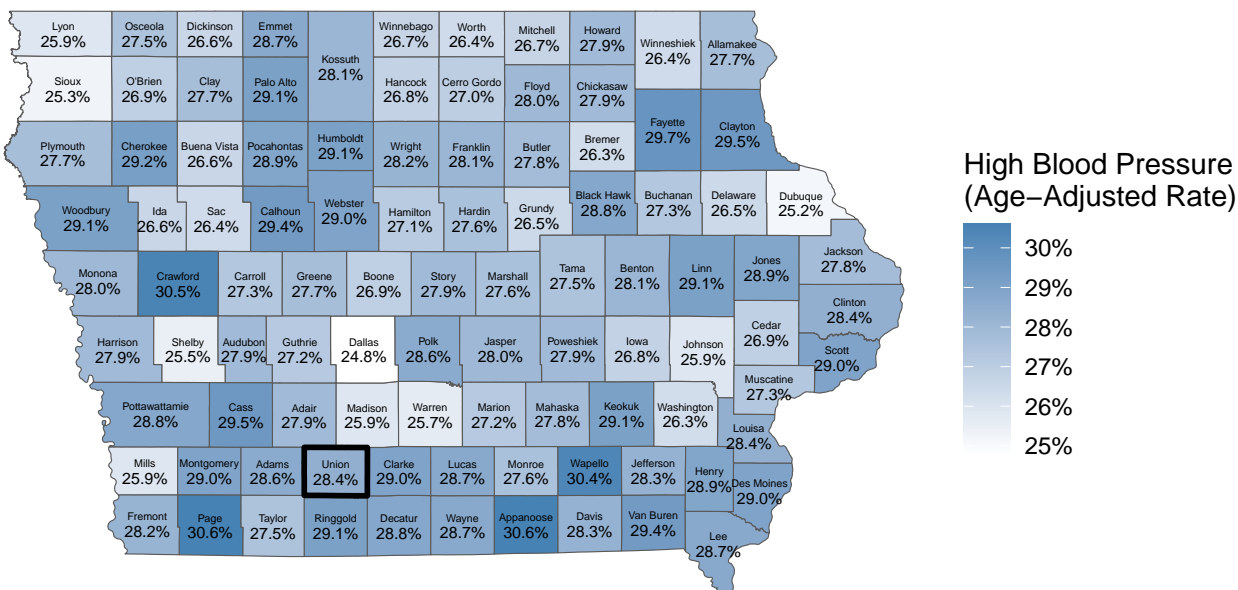 Lyon
25.9%
Osceola
27.5%
Dickinson
26.6%
Emmet
28.7%
Kossuth
28.1%
Winnebago
26.7%
Worth
26.4%
Mitchell
26.7%
Howard
27.9%
Winneshiek
26.4%
Allamakee
27.7%
Sioux
25.3%
O'Brien
26.9%
Clay
27.7%
Palo Alto
29.1%
Hancock
26.8%
Cerro Gordo
27.0%
Floyd
28.0%
Chickasaw
27.9%
Fayette
29.7%
Clayton
29.5%
Plymouth
27.7%
Cherokee
29.2%
Buena Vista
26.6%
Pocahontas
28.9%
Humboldt
29.1%
Wright
28.2%
Franklin
28.1%
Butler
27.8%
Bremer
26.3%
Woodbury
29.1%
Ida
26.6%
Sac
26.4%
Calhoun
29.4%
Webster
29.0%
Hamilton
27.1%
Hardin
27.6%
Grundy
26.5%
Black Hawk
28.8%
Buchanan
27.3%
Delaware
26.5%
Dubuque
25.2%
Monona
28.0%
Crawford
30.5%
Carroll
27.3%
Greene
27.7%
Boone
26.9%
Story
27.9%
Marshall
27.6%
Tama
27.5%
Benton
28.1%
Linn
29.1%
Jones
28.9%
Jackson
27.8%
Clinton
28.4%
Harrison
27.9%
Shelby
25.5%
Audubon
27.9%
Guthrie
27.2%
Dallas
24.8%
Polk
28.6%
Jasper
28.0%
Poweshiek
27.9%
Iowa
26.8%
Johnson
25.9%
Cedar
26.9%
Scott
29.0%
Muscatine
27.3%
Pottawattamie
28.8%
Cass
29.5%
Adair
27.9%
Madison
25.9%
Warren
25.7%
Marion
27.2%
Mahaska
27.8%
Keokuk
29.1%
Washington
26.3%
Louisa
28.4%
Mills
25.9%
Montgomery
29.0%
Adams
28.6%
Union
28.4%
Clarke
29.0%
Lucas
28.7%
Monroe
27.6%
Wapello
30.4%
Jefferson
28.3%
Henry
28.9%
Des Moines
29.0%
Fremont
28.2%
Page
30.6%
Taylor
27.5%
Ringgold
29.1%
Decatur
28.8%
Wayne
28.7%
Appanoose
30.6%
Davis
28.3%
Van Buren
29.4%
Lee
28.7%
High Blood Pressure
(Age−Adjusted Rate)
30%
29%
28%
27%
26%
25%